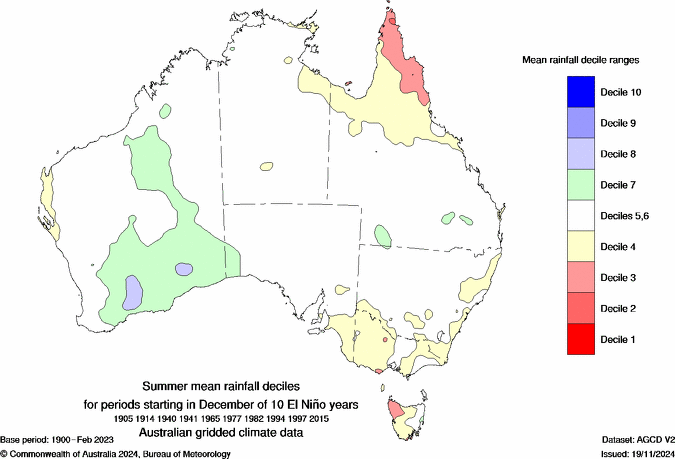 Mean rainfall decile ranges
Decile 10
Decile 9
Decile 8
Decile 7
Deciles 5,6
Decile 4
Decile 3
Decile 2
Decile 1
Summer mean rainfall deciles
for periods starting in December of 10 El Niño years
1905 1914 1940 1941 1965 1977 1982 1994 1997 2015
Australian gridded climate data
Base period: 1900-Feb 2023
© Commonwealth of Australia 2024, Bureau of Meteorology
Dataset: AGCD V2
Issued: 19/11/2024